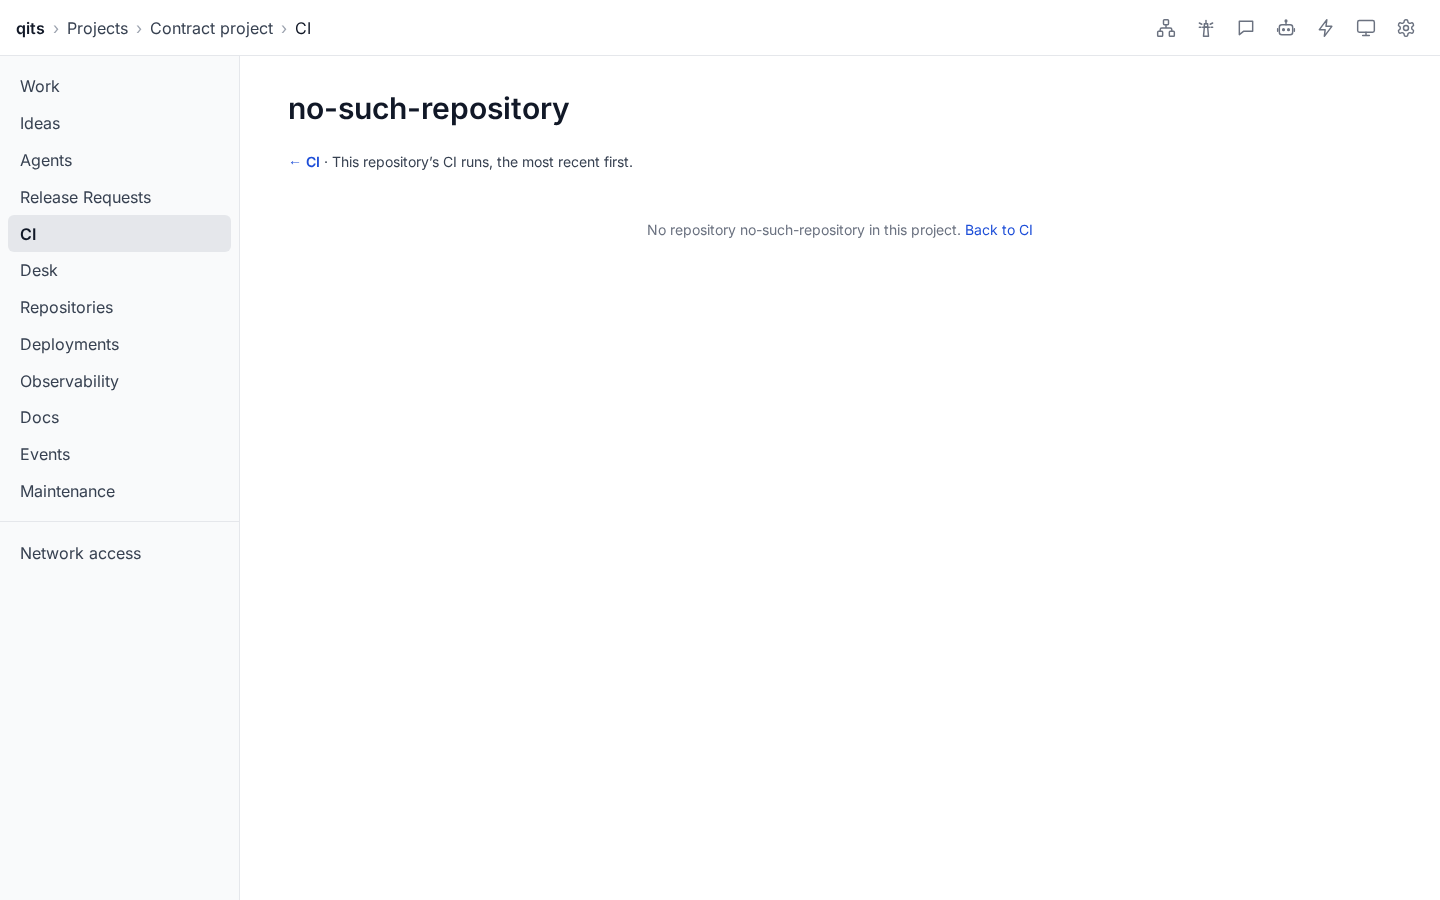 qits › Projects › Contract project › CI
Work
Ideas
Agents
Release Requests
CI
Desk
Repositories
Deployments
Observability
Docs
Events
Maintenance
Network access
no-such-repository
← CI · This repository’s CI runs, the most recent first.
No repository no-such-repository in this project. Back to CI